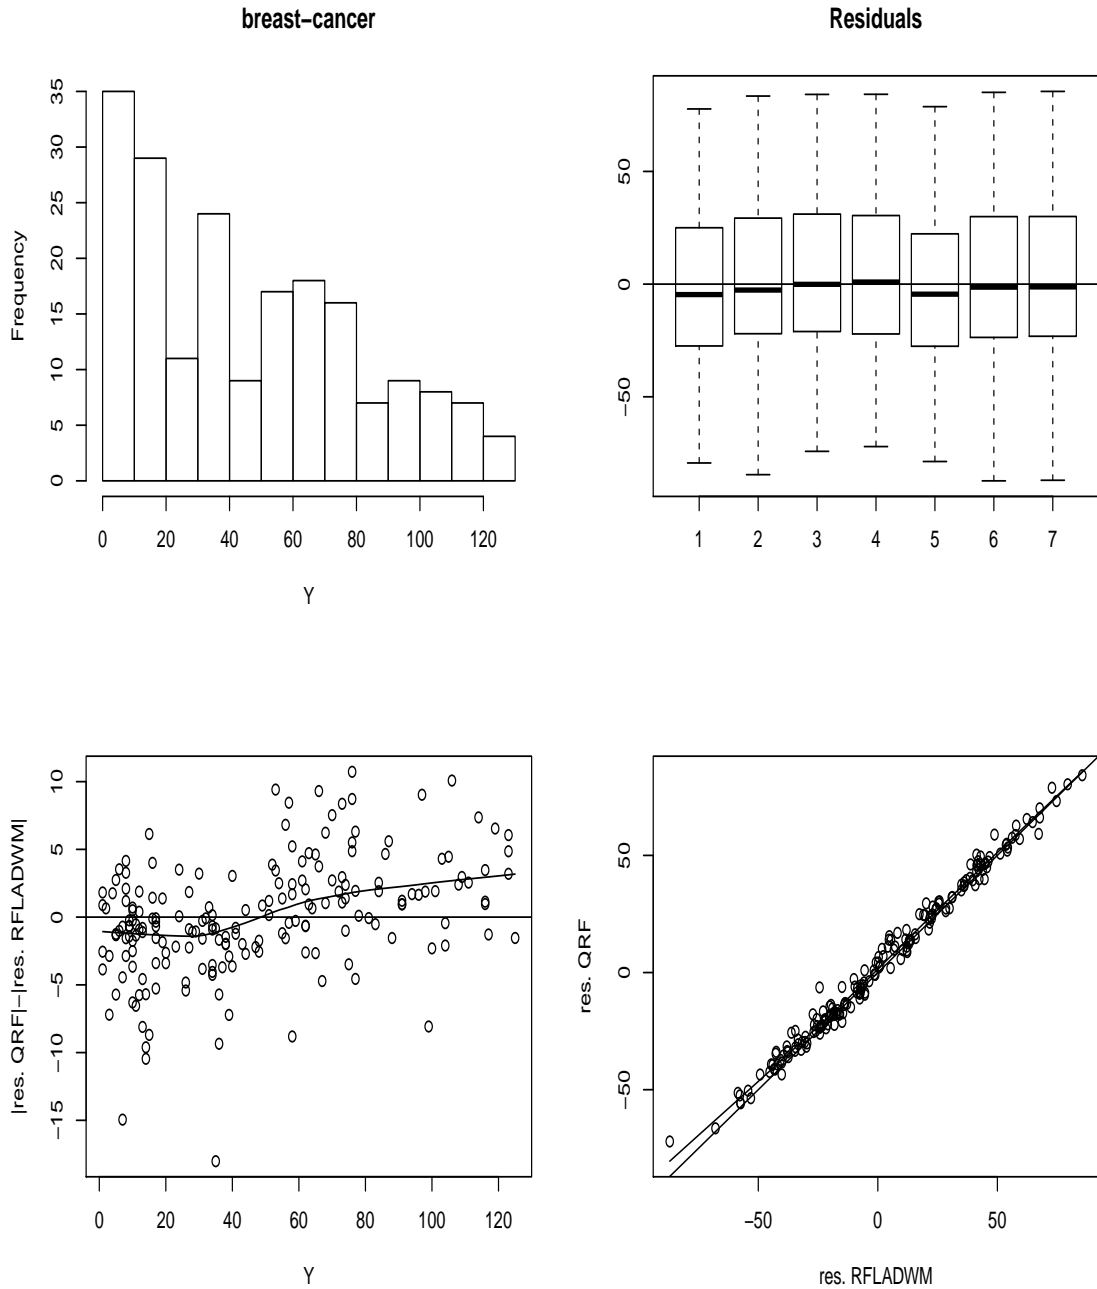 breast−cancer
Frequency
0 5 10 15 20 25 30 35
0 20 40 60 80 100 120
Y
Residuals
−50 0 50
1 2 3 4 5 6 7
|res. QRF|−|res. RFLADWM|
−15 −10 −5 0 5 10
0 20 40 60 80 100 120
Y
res. QRF
−50 0 50
−50 0 50
res. RFLADWM